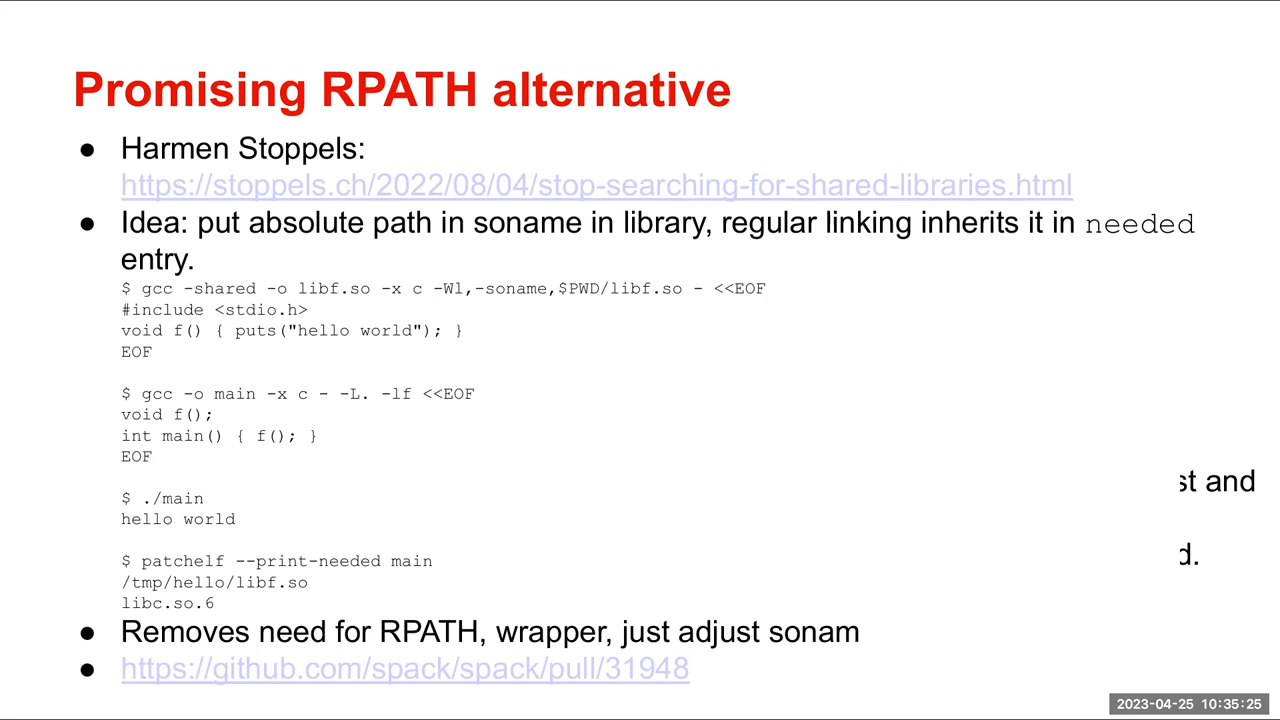 Promising RPATH alternative
● Harmen Stoppels:
https://stoppels.ch/2022/08/04/stop-searching-for-shared-libraries.html
● Idea: put absolute path in soname in library, regular linking inherits it in needed
entry.
$ gcc -shared -o libf.so -x c -Wl,-soname,$PWD/libf.so - <<EOF
#include <stdio.h>
void f() { puts("hello world"); }
EOF
$ gcc -o main -x c - -L. -lf <<EOF
void f();
int main() { f(); }
EOF
st and
$ ./main
hello world
d.
$ patchelf --print-needed main
/tmp/hello/libf.so
libc.so.6
● Removes need for RPATH, wrapper, just adjust sonam
● https://github.com/spack/spack/pull/31948
2023-04-25 10:35:25